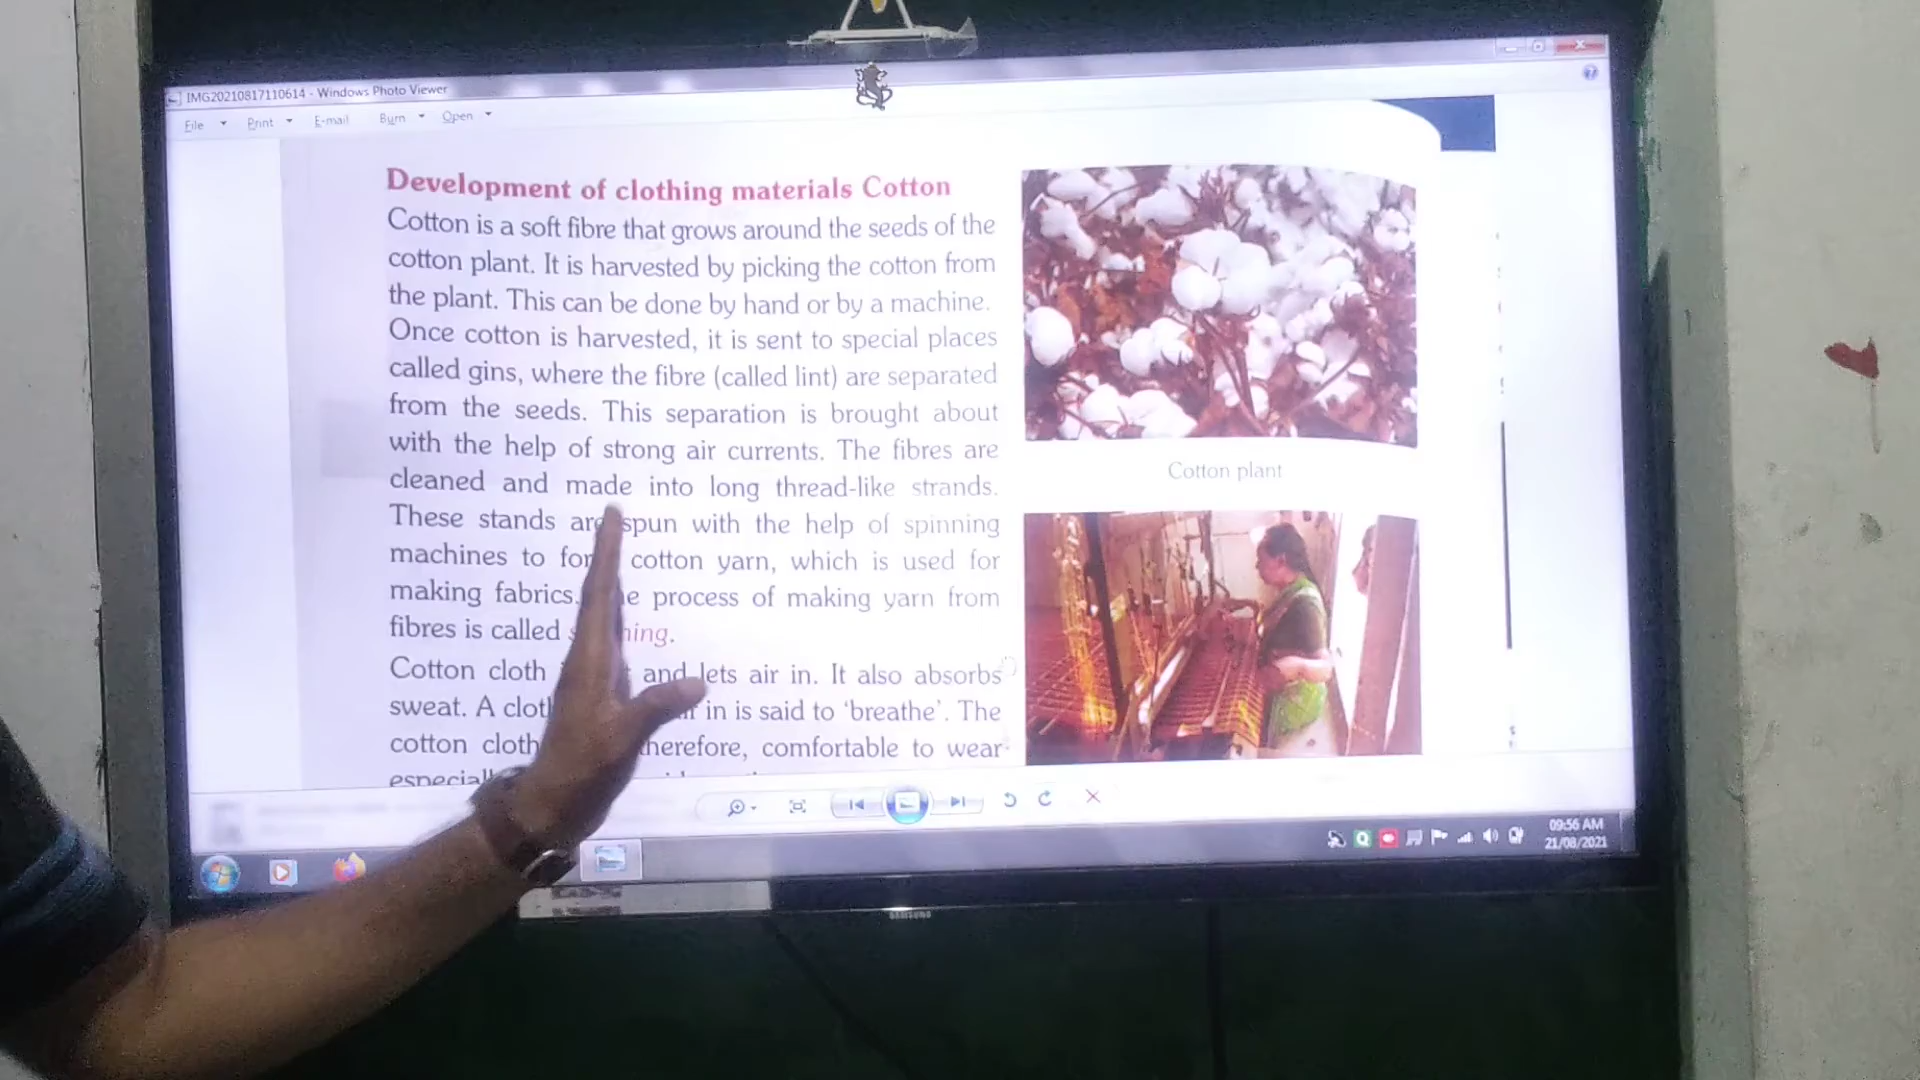 IMG20210817110614 - Windows Photo Viewer
File Print E-mail Burn Open
Development of clothing materials Cotton
Cotton is a soft fibre that grows around the seeds of the
cotton plant. It is harvested by picking the cotton from
the plant. This can be done by hand or by a machine.
Once cotton is harvested, it is sent to special places
called gins, where the fibre (called lint) are separated
from the seeds. This separation is brought about
with the help of strong air currents. The fibres are
cleaned and made into long thread-like strands.
These stands are spun with the help of spinning
machines to cotton yarn, which is used for
making fabrics. process of making yarn from
fibres is called
Cotton cloth and lets air in. It also absorbs
sweat. A in is said to ‘breathe’. The
cotton therefore, comfortable to wear
Cotton plant
09:56 AM
21/08/2021
SAMSUNG